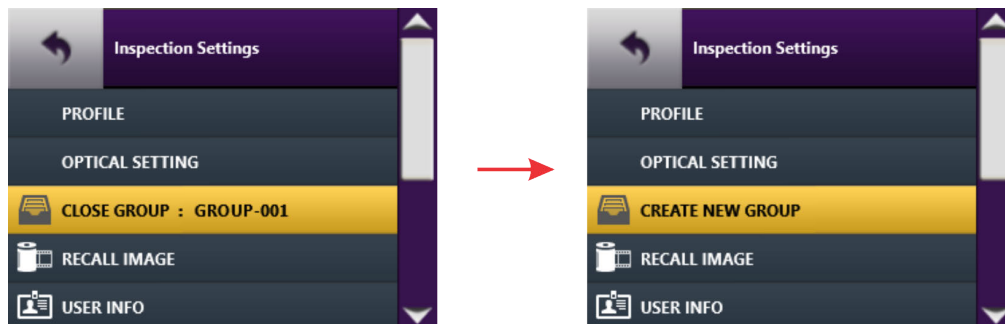 Inspection Settings
PROFILE
OPTICAL SETTING
CLOSE GROUP : GROUP-001
RECALL IMAGE
USER INFO
Inspection Settings
PROFILE
OPTICAL SETTING
CREATE NEW GROUP
RECALL IMAGE
USER INFO